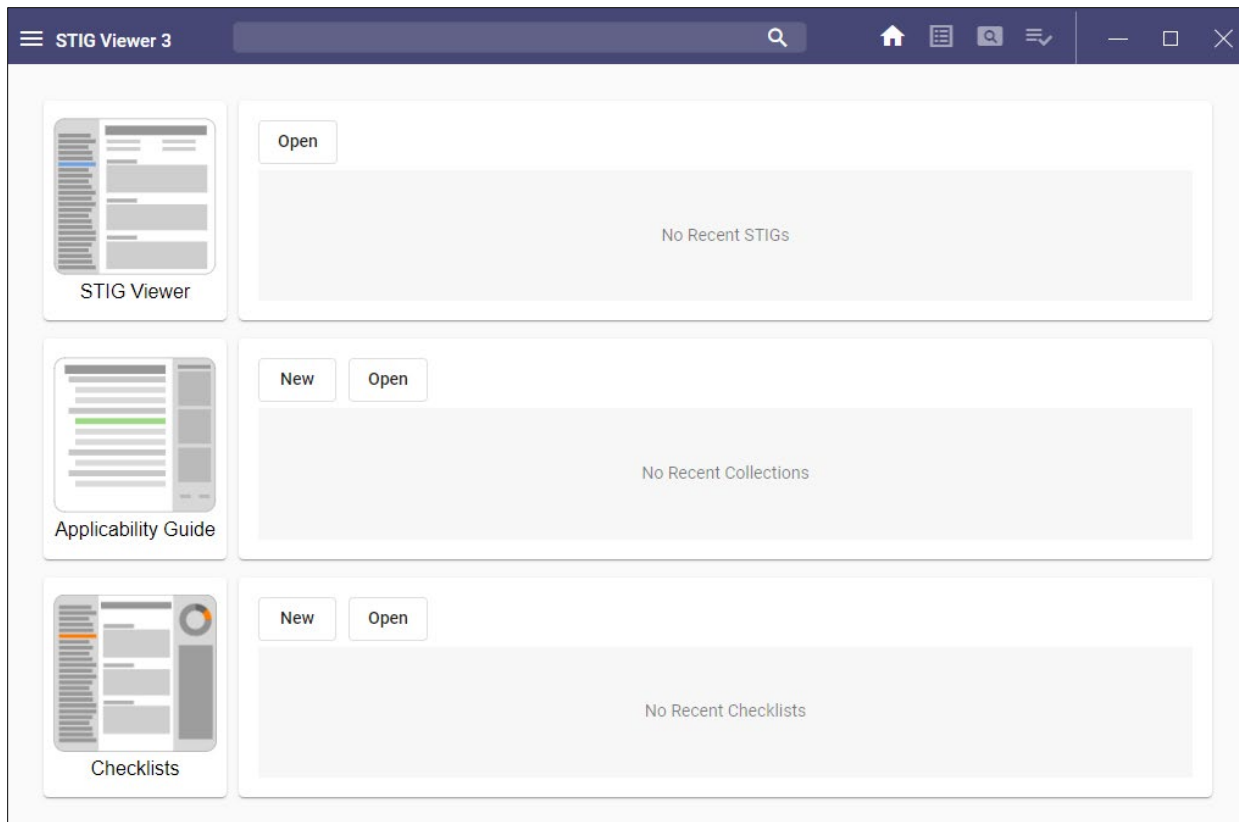 STIG Viewer 3
Open
No Recent STIGs
STIG Viewer
New Open
No Recent Collections
Applicability Guide
New Open
No Recent Checklists
Checklists